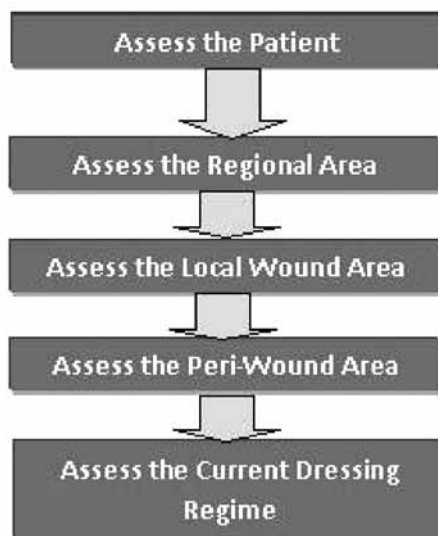 Assess the Patient
Assess the Regional Area
Assess the Local Wound Area
Assess the Peri-Wound Area
Assess the Current Dressing
Regime